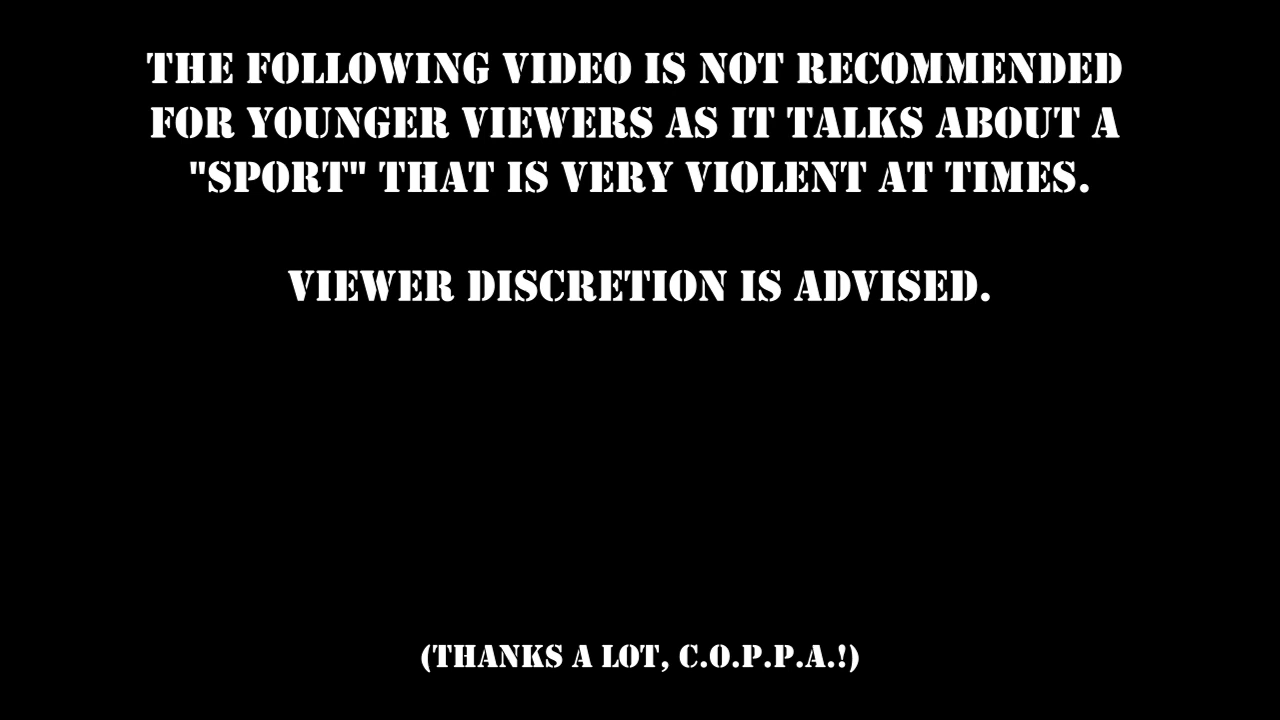 THE FOLLOWING VIDEO IS NOT RECOMMENDED
FOR YOUNGER VIEWERS AS IT TALKS ABOUT A
"SPORT" THAT IS VERY VIOLENT AT TIMES.
VIEWER DISCRETION IS ADVISED.
(THANKS A LOT, C.O.P.P.A.!)